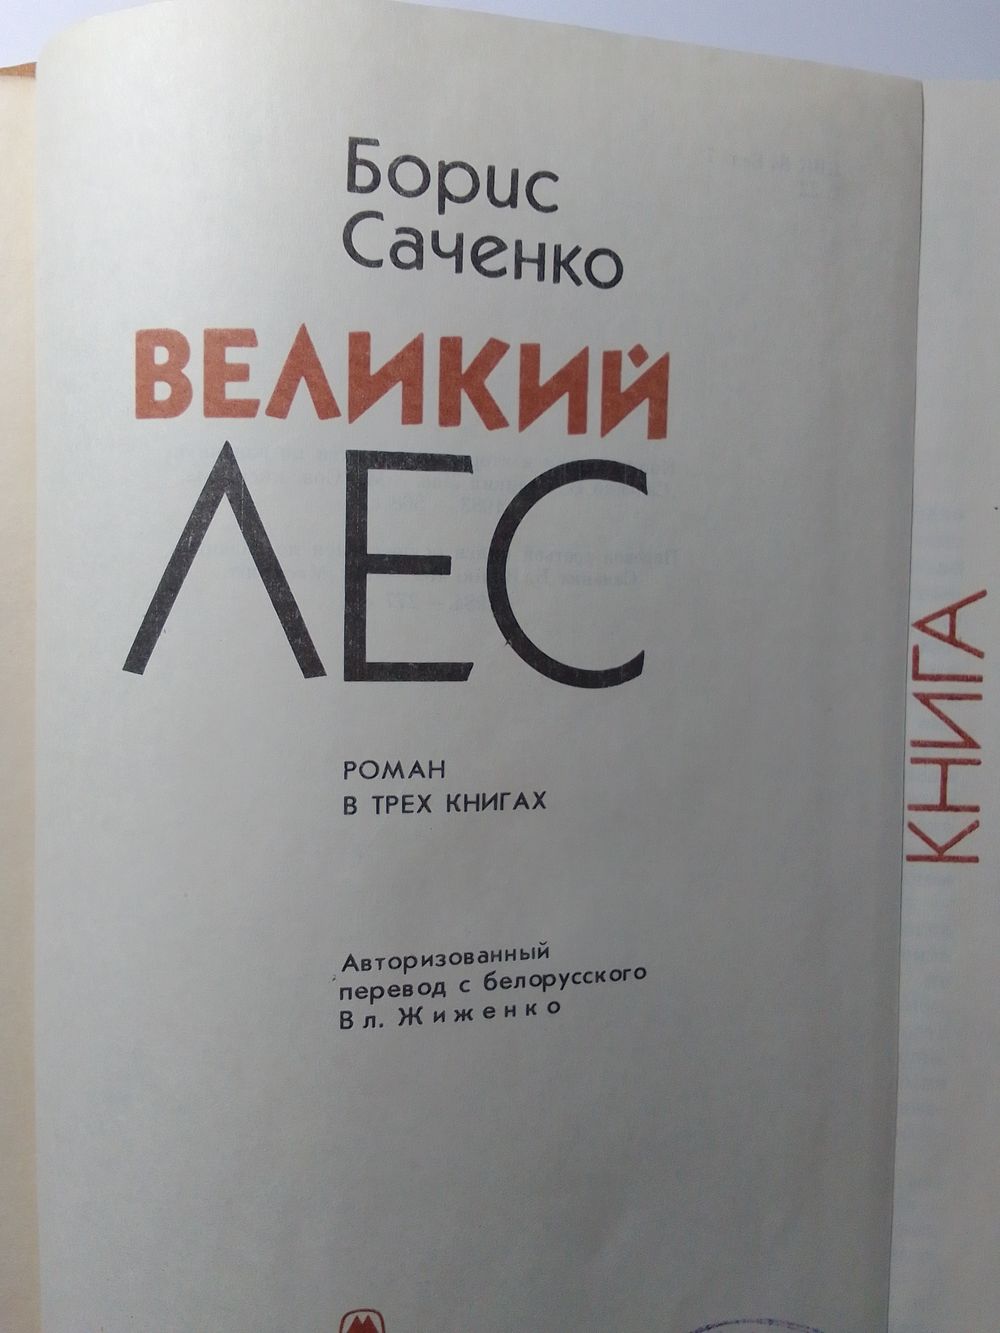 Борис
Саченко
ВЕЛИКИЙ
ЛЕС
РОМАН
В ТРЕХ КНИГАХ
Авторизованный
перевод с белорусского
Вл. Жиженко
КНИГА